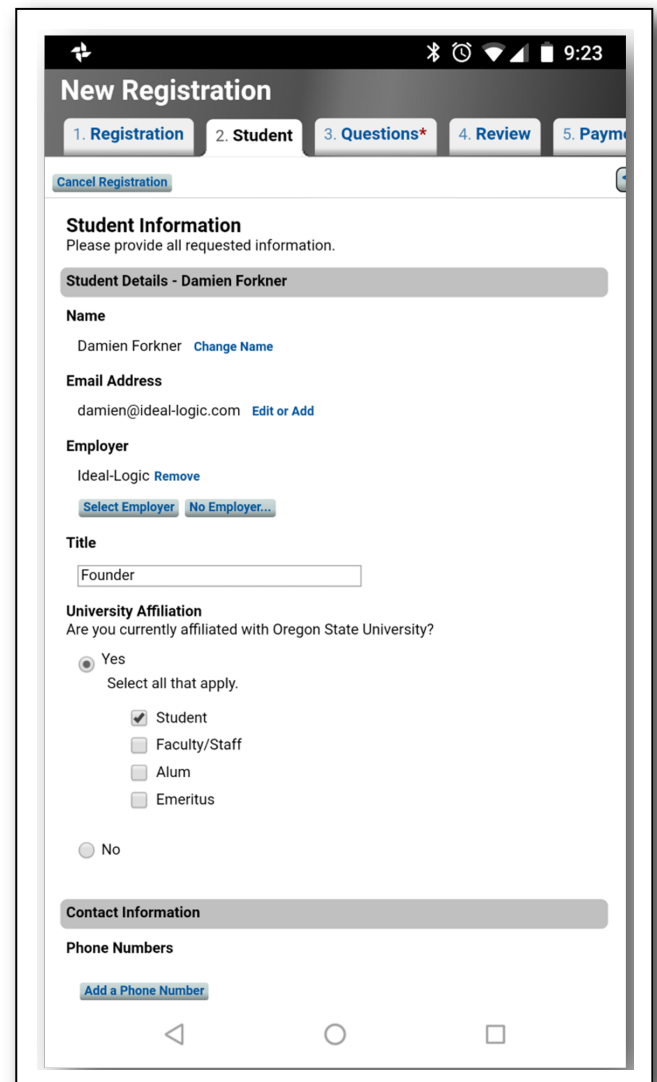 9:23
New Registration
1. Registration 2. Student 3. Questions* 4. Review 5. Paym
Cancel Registration
Student Information
Please provide all requested information.
Student Details - Damien Forkner
Name
Damien Forkner Change Name
Email Address
damien@ideal-logic.com Edit or Add
Employer
Ideal-Logic Remove
Select Employer No Employer...
Title
Founder
University Affiliation
Are you currently affiliated with Oregon State University?
Yes
Select all that apply.
Student
Faculty/Staff
Alum
Emeritus
No
Contact Information
Phone Numbers
Add a Phone Number